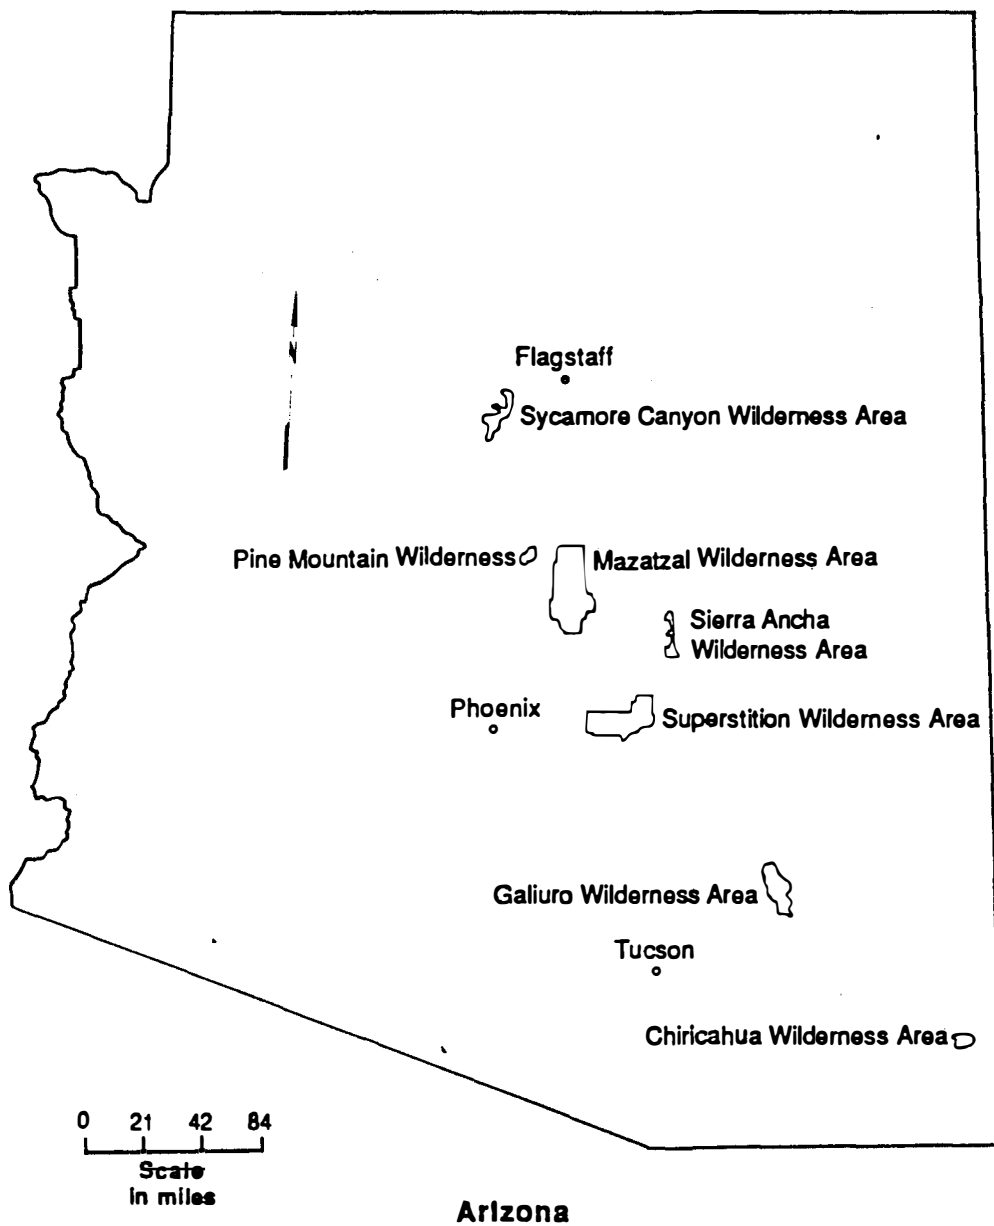 Flagstaff
Sycamore Canyon Wilderness Area
N
Pine Mountain Wilderness
Mazatzal Wilderness Area
Sierra Ancha
Wilderness Area
Phoenix
Superstition Wilderness Area
Galiuro Wilderness Area
Tucson
Chiricahua Wilderness Area
0 21 42 84
Scale
in miles
Arizona